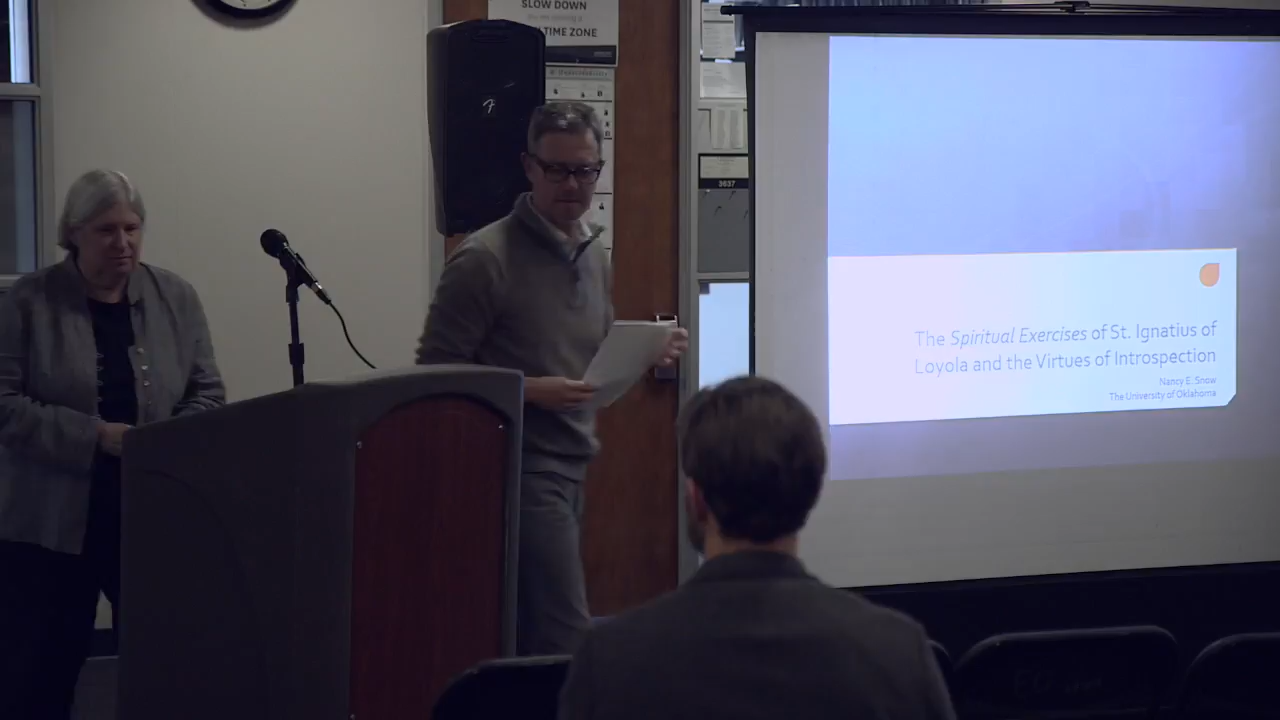 SLOW DOWN
TIME ZONE
3637
The Spiritual Exercises of St. Ignatius of
Loyola and the Virtues of Introspection
Nancy E. Snow
The University of Oklahoma